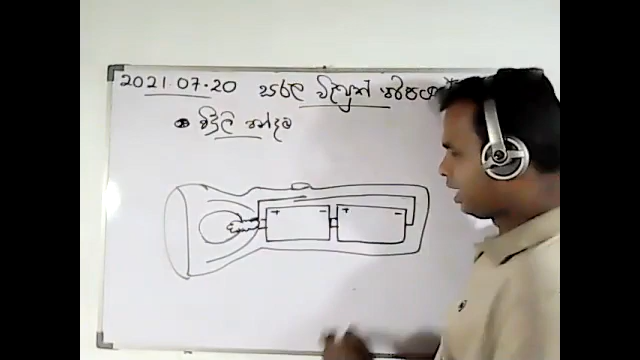 2021.07.20 සරල විද්‍යුත්
විදුලි පන්දම
+ - + -